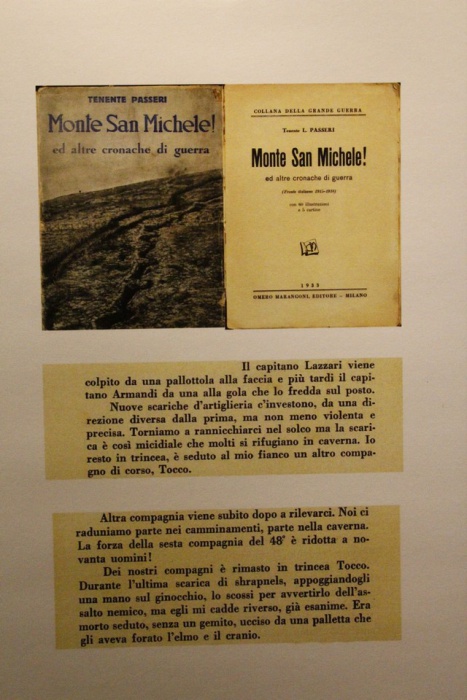 TENENTE PASSERI
Monte San Michele!
ed altre cronache di guerra
COLLANA DELLA GRANDE GUERRA
Tenente L. PASSERI
Monte San Michele!
ed altre cronache di guerra
(Fronte italiano 1915-1918)
con 40 illustrazioni
e 5 cartine
1933
OMERO MARANGONI, EDITORE - MILANO
Il capitano Lazzari viene
colpito da una pallottola alla faccia e più tardi il capi-
tano Armandi da una alla gola che lo fredda sul posto.
Nuove scariche d'artiglieria c'investono, da una di-
rezione diversa dalla prima, ma non meno violenta e
precisa. Torniamo a rannicchiarci nel solco ma la scari-
ca è così micidiale che molti si rifugiano in caverna. Io
resto in trincea, è seduto al mio fianco un altro compa-
gno di corso, Tocco.
Altra compagnia viene subito dopo a rilevarci. Noi ci
raduniamo parte nei camminamenti, parte nella caverna.
La forza della sesta compagnia del 48° è ridotta a no-
vanta uomini!
Dei nostri compagni è rimasto in trincea Tocco.
Durante l'ultima scarica di shrapnels, appoggiandogli
una mano sul ginocchio, lo scossi per avvertirlo dell'as-
salto nemico, ma egli mi cadde riverso, già esanime. Era
morto seduto, senza un gemito, ucciso da una palletta che
gli aveva forato l'elmo e il cranio.